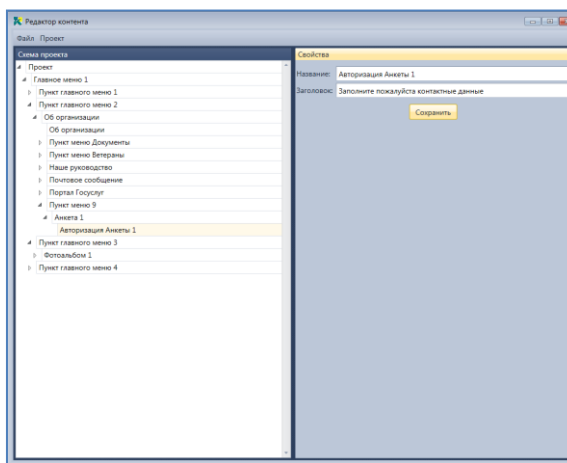 Редактор контента
Файл Проект
Схема проекта
Проект
Главное меню 1
Пункт главного меню 1
Пункт главного меню 2
Об организации
Об организации
Пункт меню Документы
Пункт меню Ветераны
Наше руководство
Почтовое сообщение
Портал Госуслуг
Пункт меню 9
Анкета 1
Авторизация Анкеты 1
Пункт главного меню 3
Фотоальбом 1
Пункт главного меню 4
Свойства
Название: Авторизация Анкеты 1
Заголовок: Заполните пожалуйста контактные данные
Сохранить